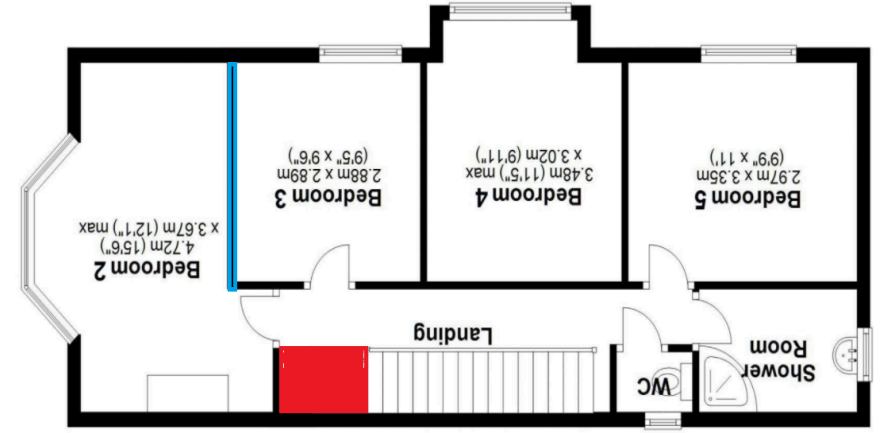 Bedroom 2
4.72m (15'6")
x 3.67m (12'1") max
Bedroom 3
2.88m x 2.89m
(9'5" x 9'6")
Bedroom 4
3.48m (11'5") max
x 3.02m (9'11")
Bedroom 5
2.97m x 3.35m
(9'9" x 11')
Landing
WC
Shower
Room